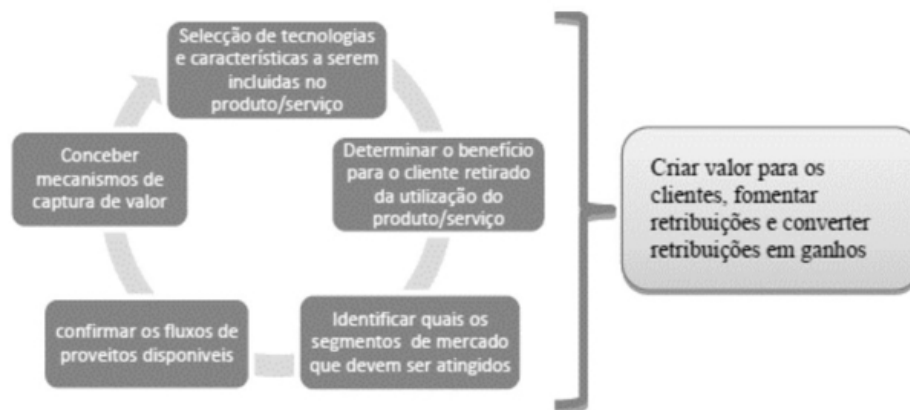 Selecção de tecnologias
e características a serem
incluidas no
produto/serviço
Determinar o benefício
para o cliente retirado
da utilização do
produto/serviço
Identificar quais os
segmentos de mercado
que devem ser atingidos
confirmar os fluxos de
proveitos disponiveis
Conceber
mecanismos de
captura de valor
Criar valor para os
clientes, fomentar
retribuições e converter
retribuições em ganhos